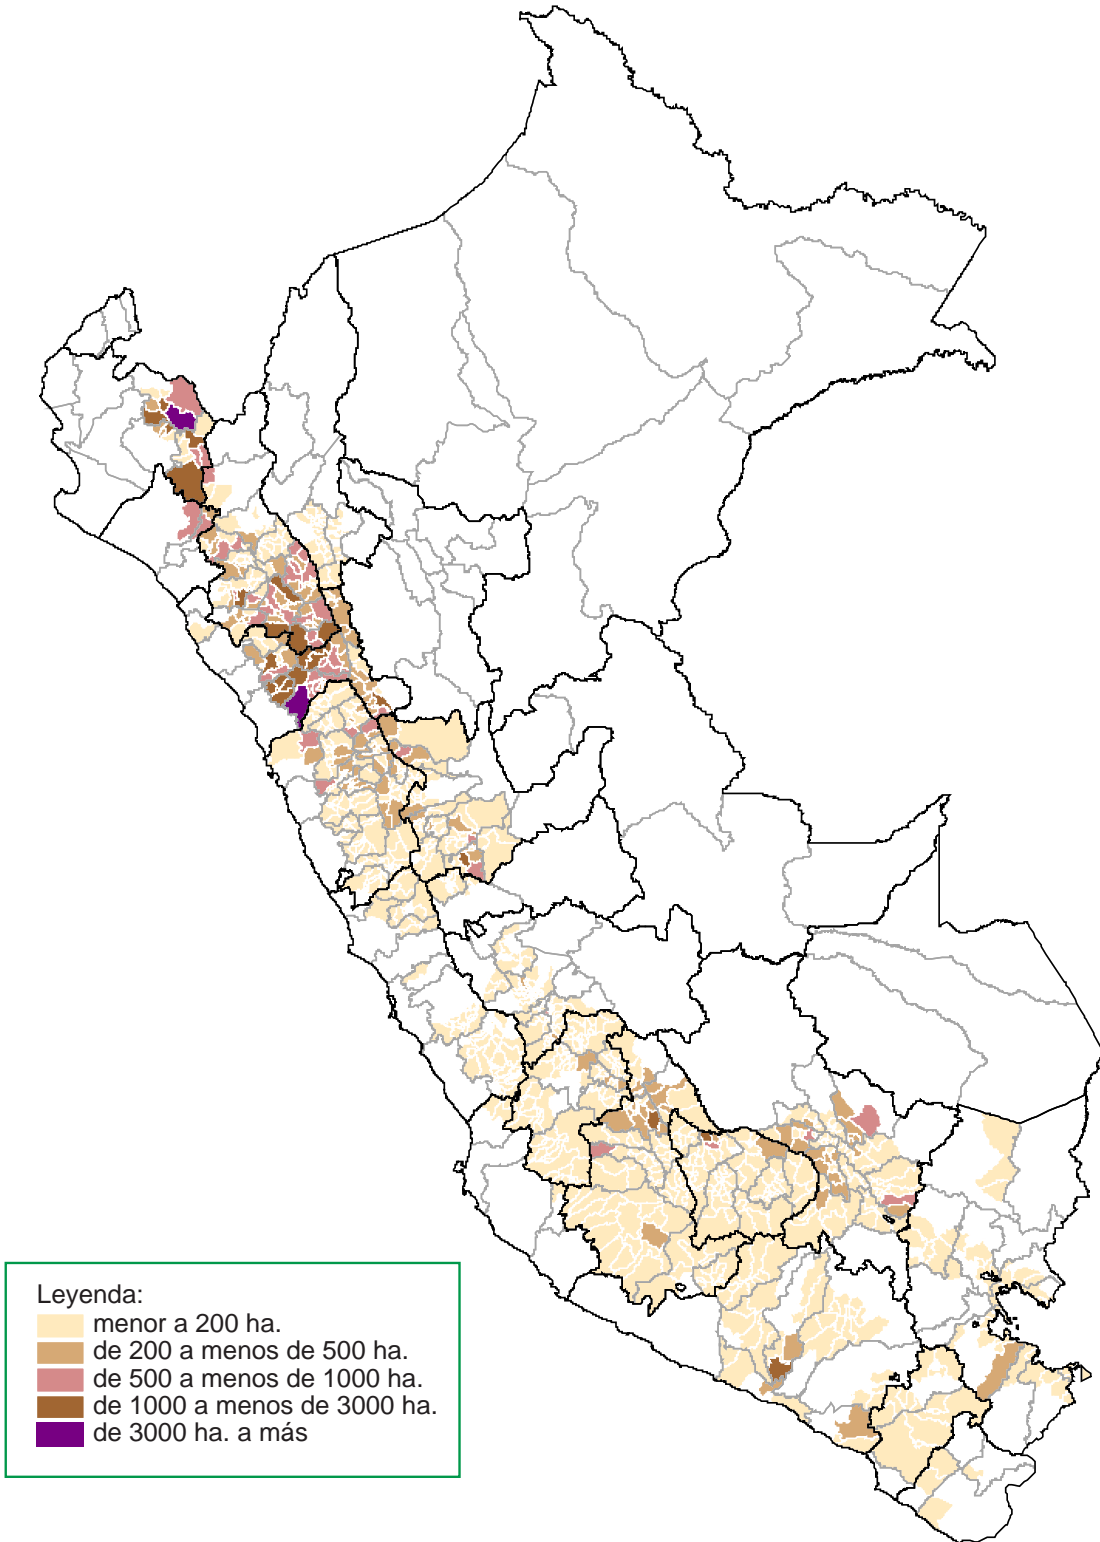 Leyenda:
menor a 200 ha.
de 200 a menos de 500 ha.
de 500 a menos de 1000 ha.
de 1000 a menos de 3000 ha.
de 3000 ha. a más